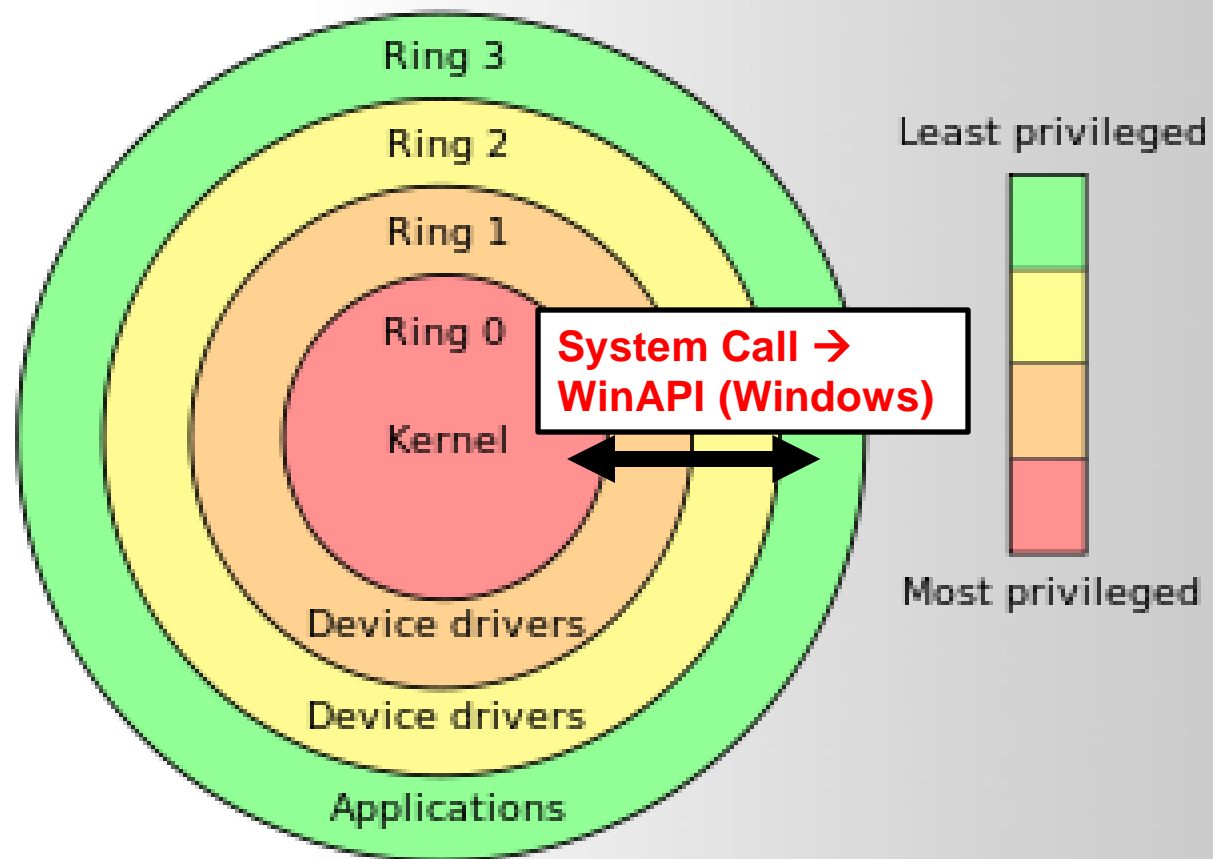 Ring 3
Ring 2
Ring 1
Ring 0
Kernel
Device drivers
Device drivers
Applications
System Call →
WinAPI (Windows)
Least privileged
Most privileged